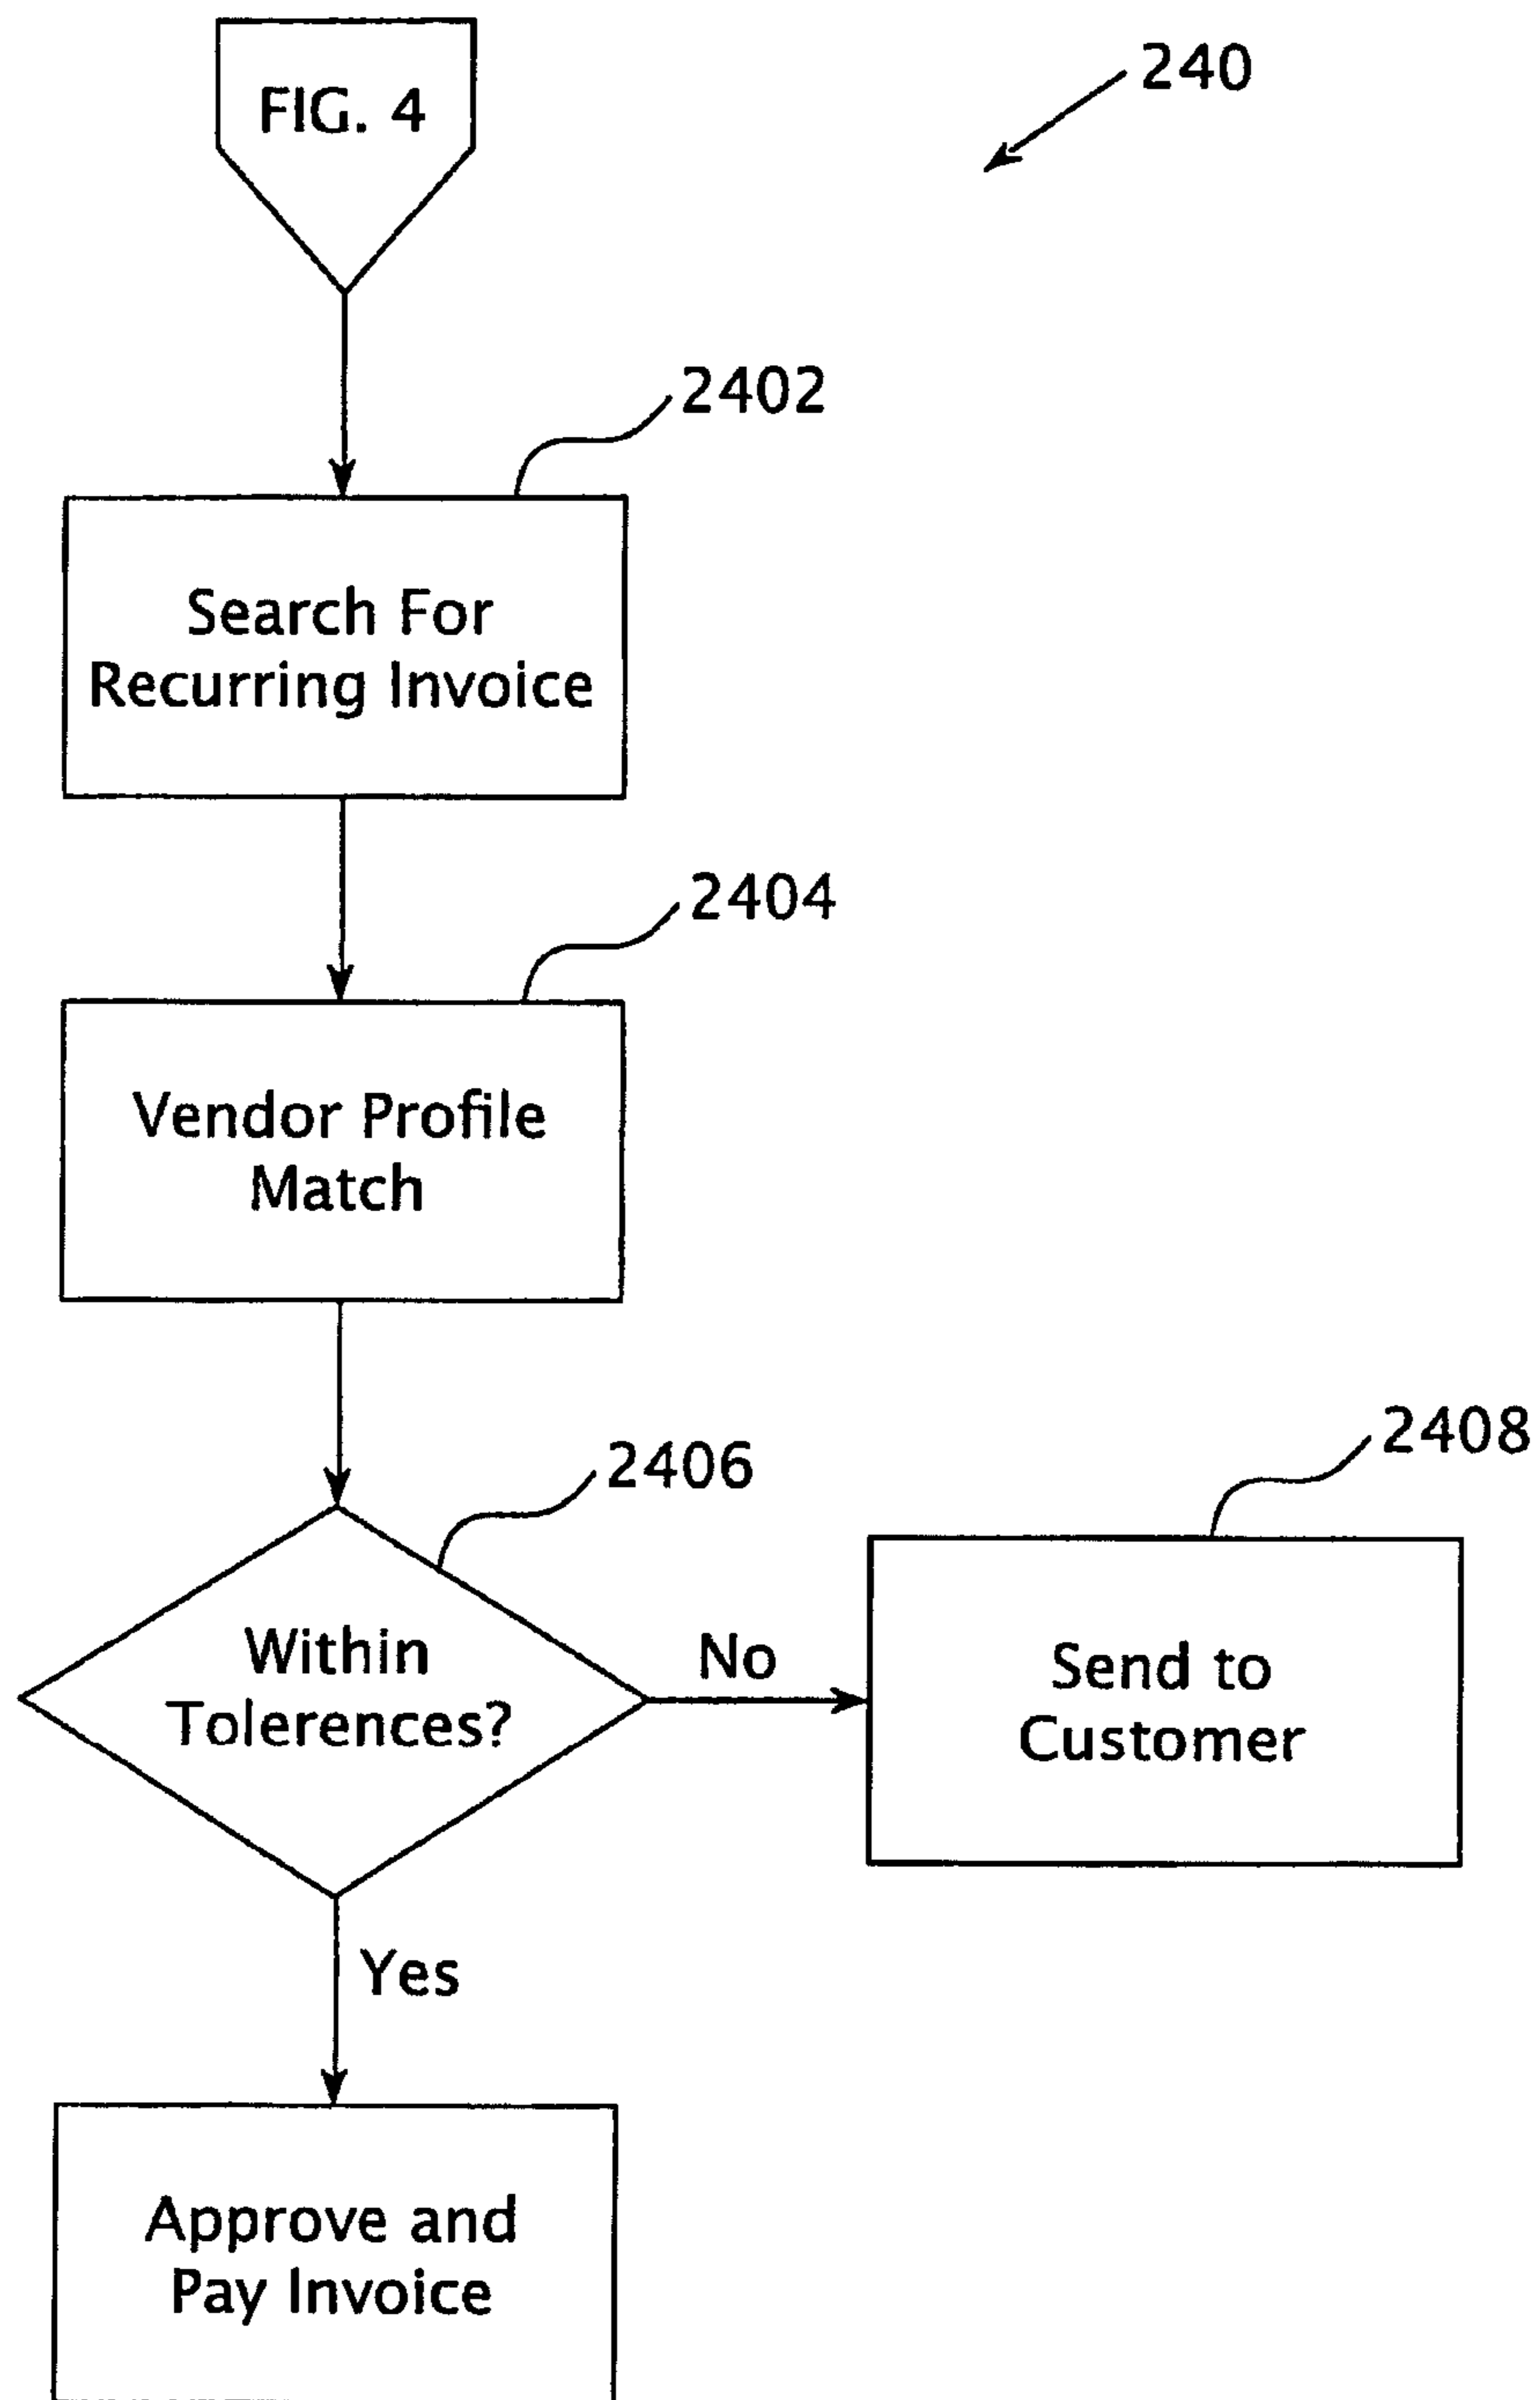 FIG. 4
240
2402
Search For
Recurring Invoice
2404
Vendor Profile
Match
2406
Within
Tolerences?
No
2408
Send to
Customer
Yes
Approve and
Pay Invoice